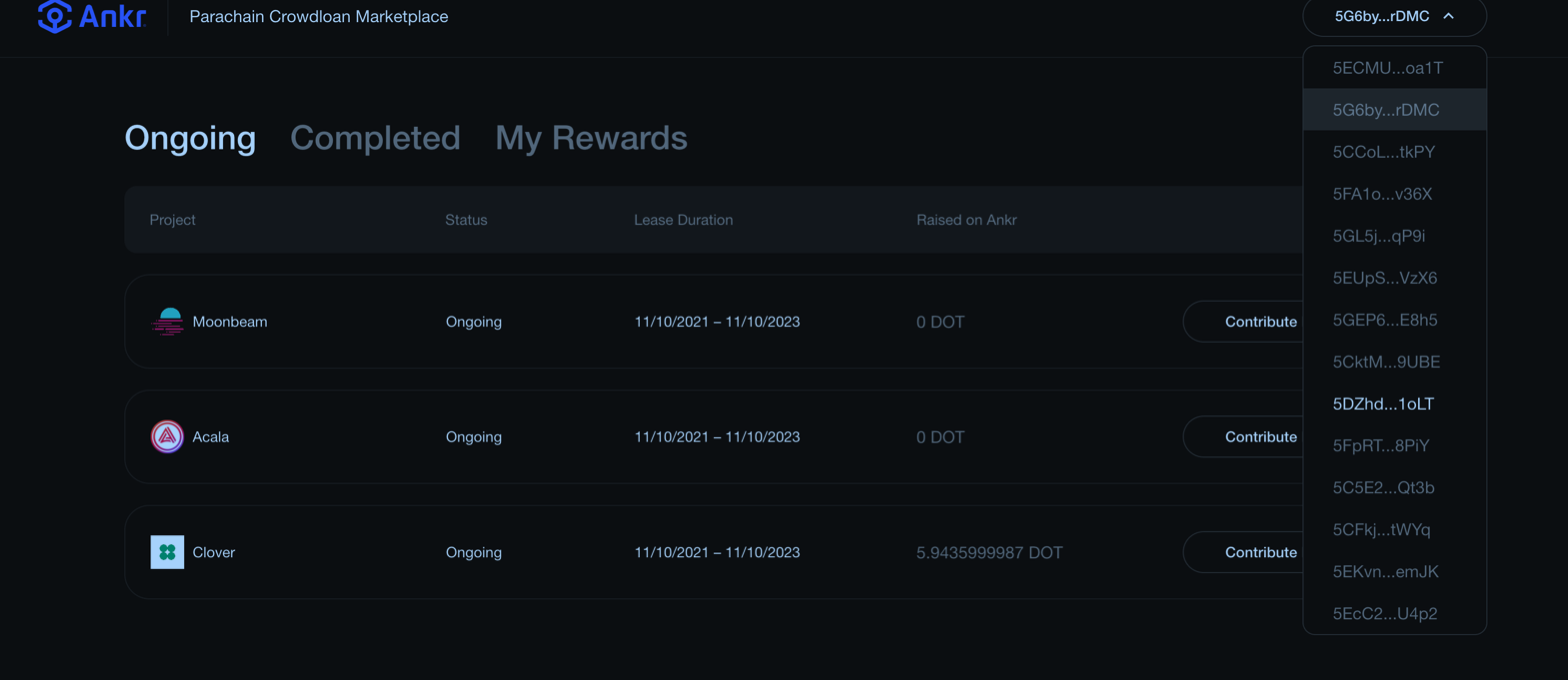 Ankr Parachain Crowdloan Marketplace 5G6by...rDMC
Ongoing Completed My Rewards
Project Status Lease Duration Raised on Ankr
Moonbeam Ongoing 11/10/2021 – 11/10/2023 0 DOT Contribute
Acala Ongoing 11/10/2021 – 11/10/2023 0 DOT Contribute
Clover Ongoing 11/10/2021 – 11/10/2023 5.9435999987 DOT Contribute
5ECMU...oa1T
5G6by...rDMC
5CCoL...tkPY
5FA1o...v36X
5GL5j...qP9i
5EUpS...VzX6
5GEP6...E8h5
5CktM...9UBE
5DZhd...1oLT
5FpRT...8PiY
5C5E2...Qt3b
5CFkj...tWYq
5EKvn...emJK
5EcC2...U4p2